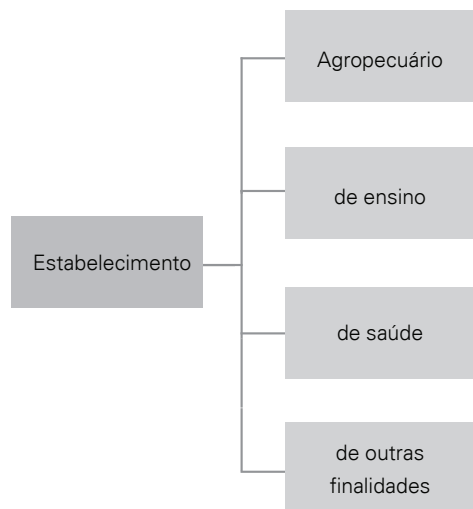 Agropecuário
de ensino
Estabelecimento
de saúde
de outras
finalidades